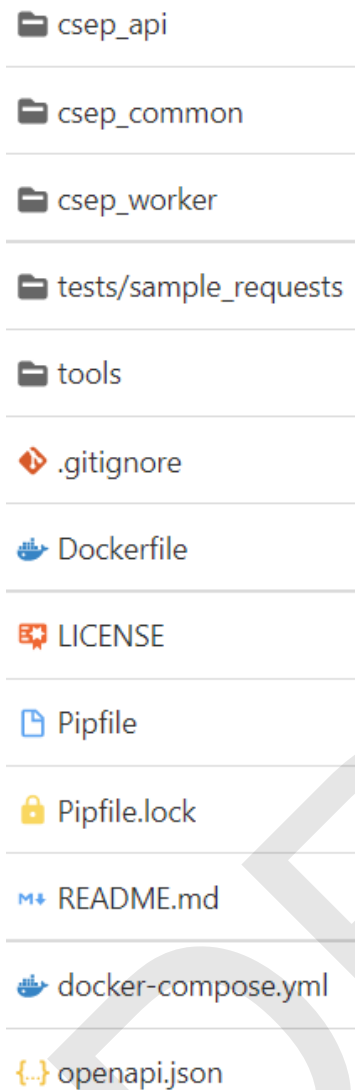 csep_api
csep_common
csep_worker
tests/sample_requests
tools
.gitignore
Dockerfile
LICENSE
Pipfile
Pipfile.lock
README.md
docker-compose.yml
openapi.json